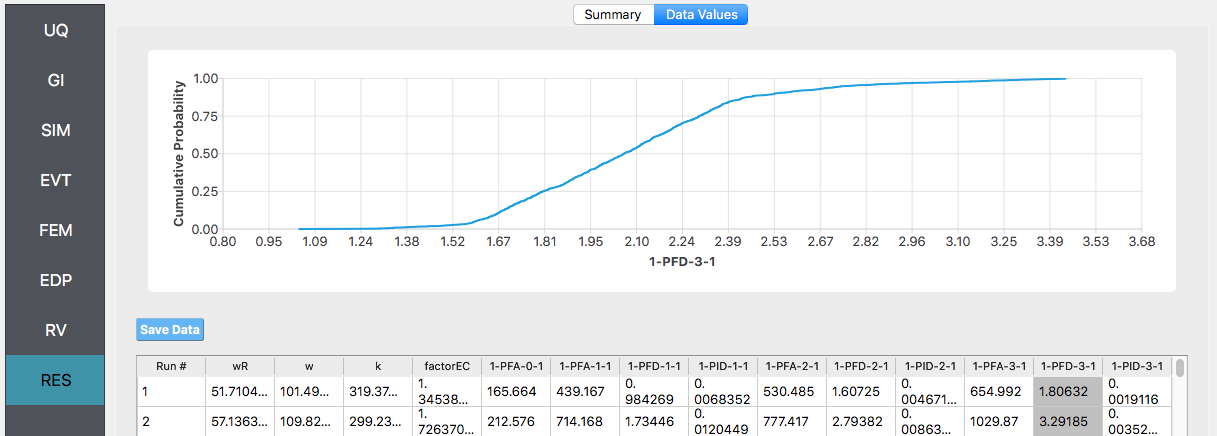 Summary Data Values
UQ
GI
SIM
EVT
FEM
EDP
RV
RES
Cumulative Probability
1.00
0.75
0.50
0.25
0.00
0.80 0.95 1.09 1.24 1.38 1.52 1.67 1.81 1.95 2.10 2.24 2.39 2.53 2.67 2.82 2.96 3.10 3.25 3.39 3.53 3.68
1-PFD-3-1
Save Data
Run # wR w k factorEC 1-PFA-0-1 1-PFA-1-1 1-PFD-1-1 1-PID-1-1 1-PFA-2-1 1-PFD-2-1 1-PID-2-1 1-PFA-3-1 1-PFD-3-1 1-PID-3-1
1 51.7104... 101.49... 319.37... 1. 34538... 165.664 439.167 0. 984269 0. 0068352 530.485 1.60725 0. 004671... 654.992 1.80632 0. 0019116
2 57.1363... 109.82... 299.23... 1. 726370... 212.576 714.168 1.73446 0. 0120449 777.417 2.79382 0. 00863... 1029.87 3.29185 0. 00352...